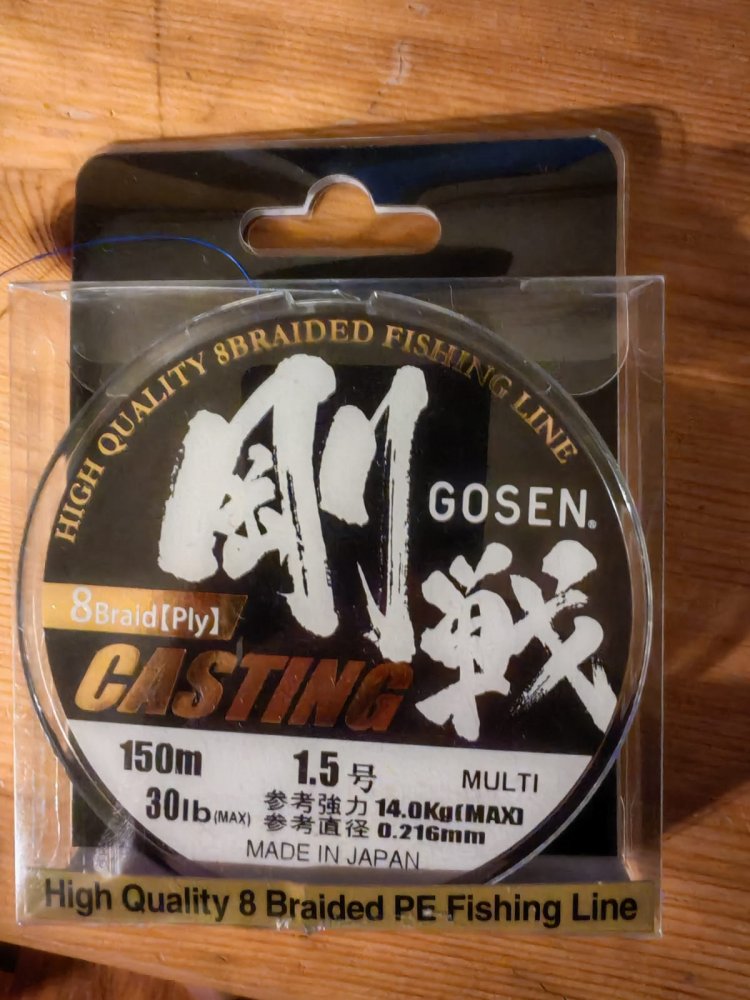 HIGH QUALITY 8BRAIDED FISHING LINE
剛戦
GOSEN®
8Braid【Ply】
CASTING
150m 1.5号 MULTI
30lb(MAX) 参考強力 14.0Kg(MAX)
参考直径 0.216mm
MADE IN JAPAN
High Quality 8 Braided PE Fishing Line